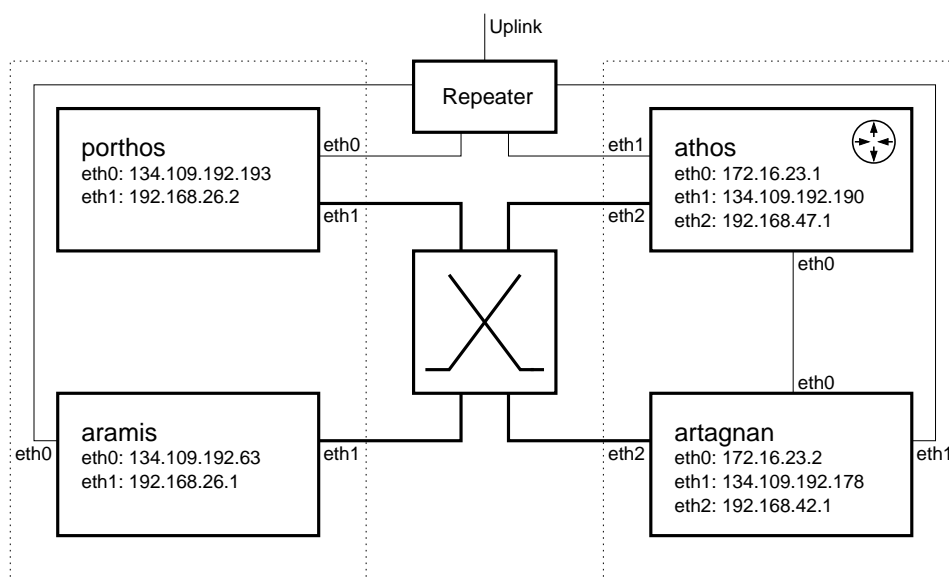 Uplink
Repeater
porthos
eth0: 134.109.192.193
eth1: 192.168.26.2
eth0
eth1
eth1
eth2
athos
eth0: 172.16.23.1
eth1: 134.109.192.190
eth2: 192.168.47.1
eth0
eth0
aramis
eth0: 134.109.192.63
eth1: 192.168.26.1
eth0
eth1
eth2
artagnan
eth0: 172.16.23.2
eth1: 134.109.192.178
eth2: 192.168.42.1
eth1